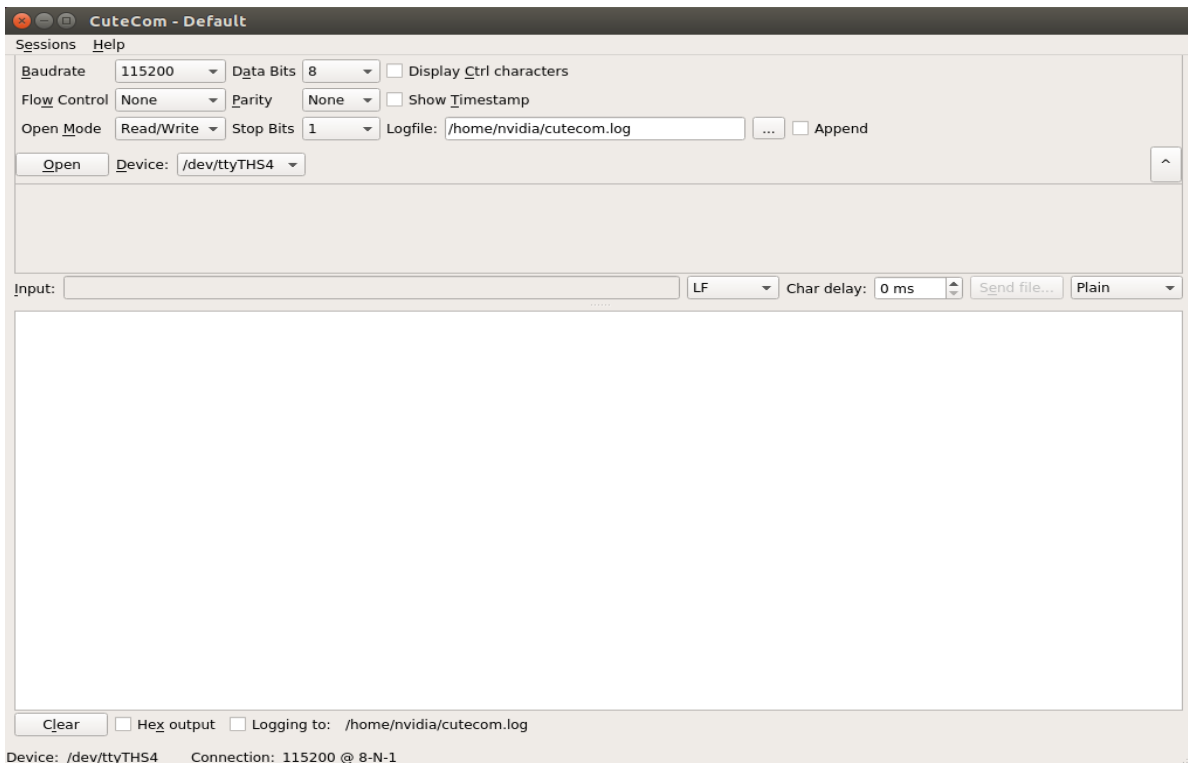 CuteCom - Default
Sessions Help
Baudrate 115200 Data Bits 8 Display Ctrl characters
Flow Control None Parity None Show Timestamp
Open Mode Read/Write Stop Bits 1 Logfile: /home/nvidia/cutecom.log ... Append
Open Device: /dev/ttyTHS4 ^
Input: LF Char delay: 0 ms Send file... Plain
Clear Hex output Logging to: /home/nvidia/cutecom.log
Device: /dev/ttyTHS4 Connection: 115200 @ 8-N-1